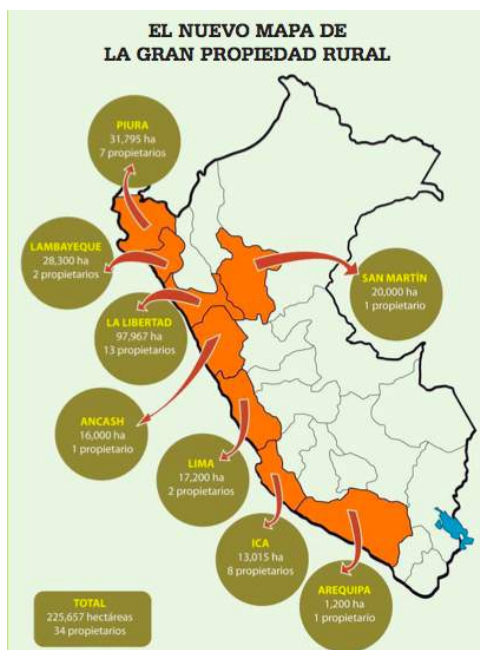 EL NUEVO MAPA DE
LA GRAN PROPIEDAD RURAL
PIURA
31,795 ha
7 propietarios
LAMBAYEQUE
28,300 ha
2 propietarios
SAN MARTÍN
20,000 ha
1 propietario
LA LIBERTAD
97,967 ha
13 propietarios
ANCASH
16,000 ha
1 propietario
LIMA
17,200 ha
2 propietarios
ICA
13,015 ha
8 propietarios
AREQUIPA
1,200 ha
1 propietario
TOTAL
225,657 hectáreas
34 propietarios